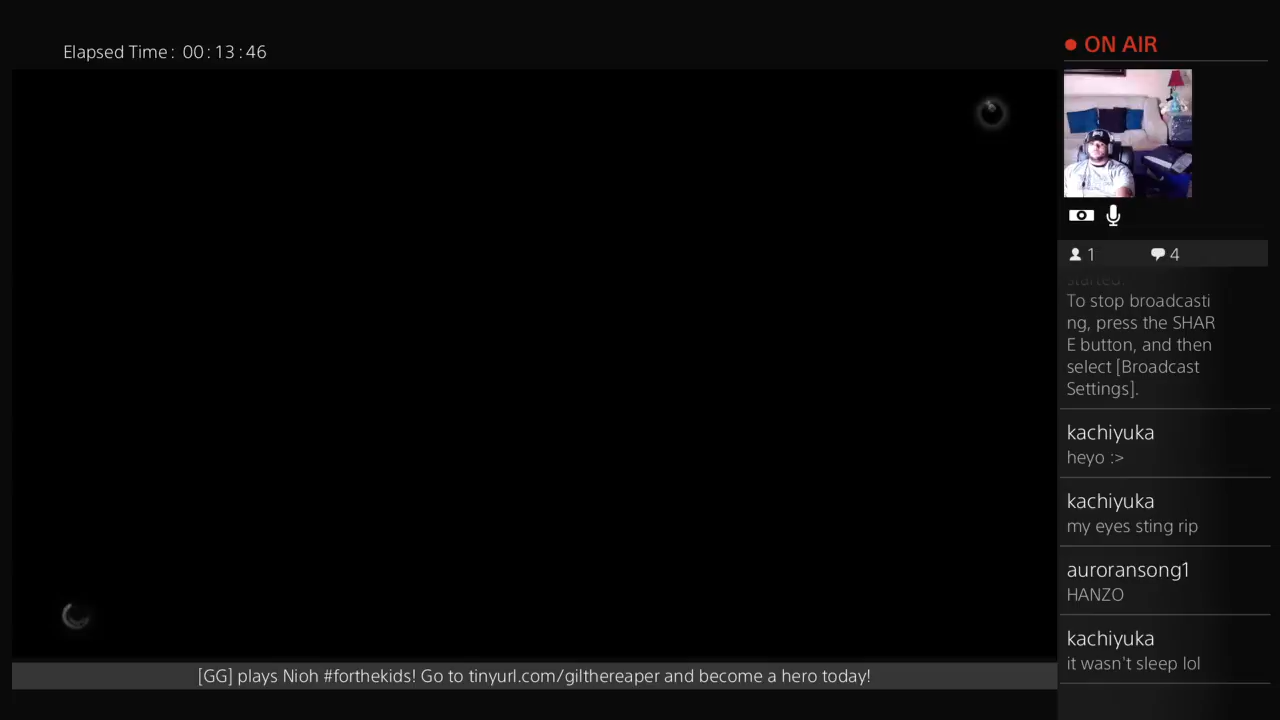 Elapsed Time: 00:13:46
ON AIR
1
4
started.
To stop broadcasti
ng, press the SHAR
E button, and then
select [Broadcast
Settings].
kachiyuka
heyo :>
kachiyuka
my eyes sting rip
auroransong1
HANZO
kachiyuka
it wasn't sleep lol
[GG] plays Nioh #forthekids! Go to tinyurl.com/gilthereaper and become a hero today!